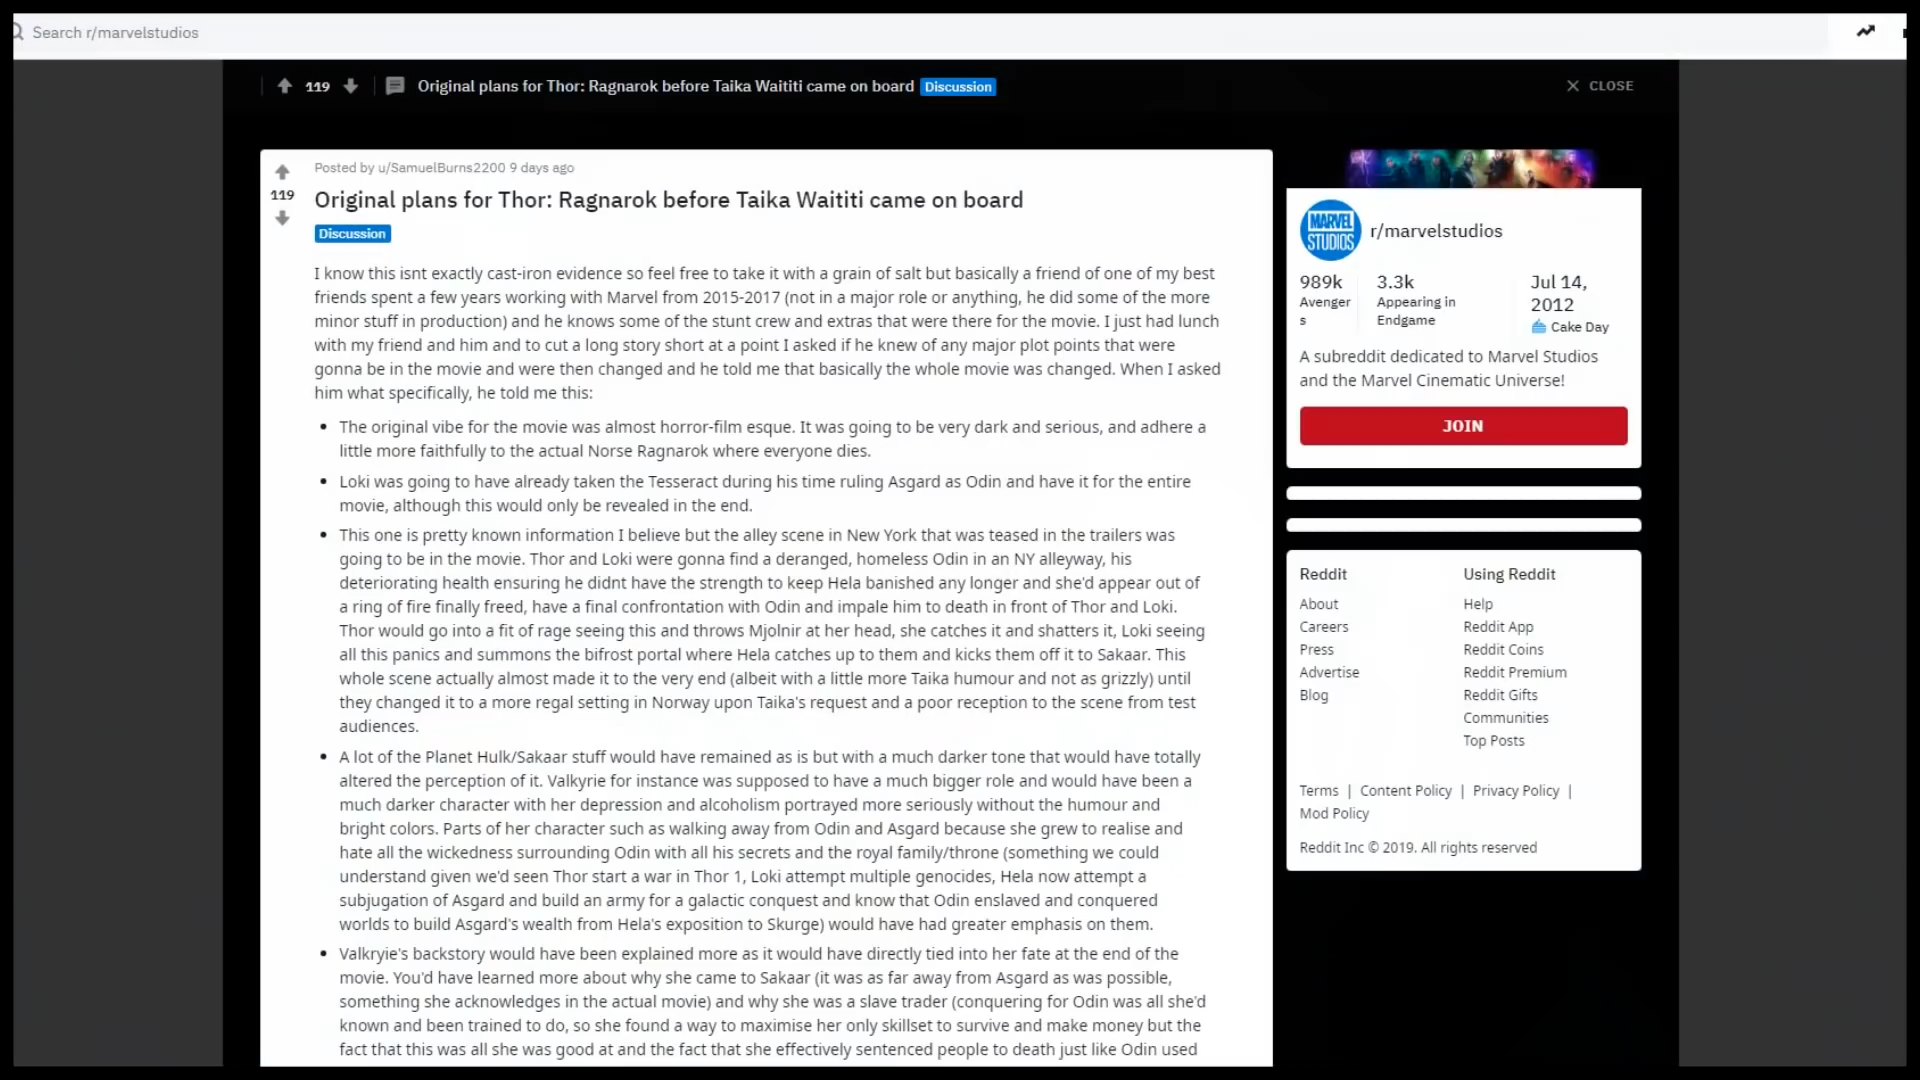 Search r/marvelstudios
119
Original plans for Thor: Ragnarok before Taika Waititi came on board Discussion
CLOSE
Posted by u/SamuelBurns2200 9 days ago
119
Original plans for Thor: Ragnarok before Taika Waititi came on board
Discussion
I know this isnt exactly cast-iron evidence so feel free to take it with a grain of salt but basically a friend of one of my best
friends spent a few years working with Marvel from 2015-2017 (not in a major role or anything, he did some of the more
minor stuff in production) and he knows some of the stunt crew and extras that were there for the movie. I just had lunch
with my friend and him and to cut a long story short at a point I asked if he knew of any major plot points that were
gonna be in the movie and were then changed and he told me that basically the whole movie was changed. When I asked
him what specifically, he told me this:
• The original vibe for the movie was almost horror-film esque. It was going to be very dark and serious, and adhere a
little more faithfully to the actual Norse Ragnarok where everyone dies.
• Loki was going to have already taken the Tesseract during his time ruling Asgard as Odin and have it for the entire
movie, although this would only be revealed in the end.
• This one is pretty known information I believe but the alley scene in New York that was teased in the trailers was
going to be in the movie. Thor and Loki were gonna find a deranged, homeless Odin in an NY alleyway, his
deteriorating health ensuring he didnt have the strength to keep Hela banished any longer and she'd appear out of
a ring of fire finally freed, have a final confrontation with Odin and impale him to death in front of Thor and Loki.
Thor would go into a fit of rage seeing this and throws Mjolnir at her head, she catches it and shatters it, Loki seeing
all this panics and summons the bifrost portal where Hela catches up to them and kicks them off it to Sakaar. This
whole scene actually almost made it to the very end (albeit with a little more Taika humour and not as grizzly) until
they changed it to a more regal setting in Norway upon Taika's request and a poor reception to the scene from test
audiences.
• A lot of the Planet Hulk/Sakaar stuff would have remained as is but with a much darker tone that would have totally
altered the perception of it. Valkyrie for instance was supposed to have a much bigger role and would have been a
much darker character with her depression and alcoholism portrayed more seriously without the humour and
bright colors. Parts of her character such as walking away from Odin and Asgard because she grew to realise and
hate all the wickedness surrounding Odin with all his secrets and the royal family/throne (something we could
understand given we'd seen Thor start a war in Thor 1, Loki attempt multiple genocides, Hela now attempt a
subjugation of Asgard and build an army for a galactic conquest and know that Odin enslaved and conquered
worlds to build Asgard's wealth from Hela's exposition to Skurge) would have had greater emphasis on them.
• Valkryie's backstory would have been explained more as it would have directly tied into her fate at the end of the
movie. You'd have learned more about why she came to Sakaar (it was as far away from Asgard as was possible,
something she acknowledges in the actual movie) and why she was a slave trader (conquering for Odin was all she'd
known and been trained to do, so she found a way to maximise her only skillset to survive and make money but the
fact that this was all she was good at and the fact that she effectively sentenced people to death just like Odin used
MARVEL
STUDIOS
r/marvelstudios
989k
Avenger
s
3.3k
Appearing in
Endgame
Jul 14,
2012
Cake Day
A subreddit dedicated to Marvel Studios
and the Marvel Cinematic Universe!
JOIN
Reddit
About
Careers
Press
Advertise
Blog
Using Reddit
Help
Reddit App
Reddit Coins
Reddit Premium
Reddit Gifts
Communities
Top Posts
Terms | Content Policy | Privacy Policy |
Mod Policy
Reddit Inc © 2019. All rights reserved